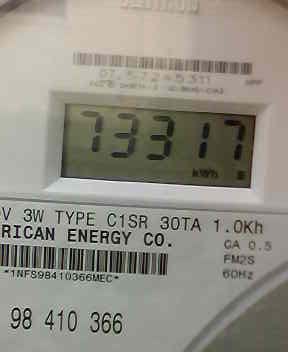 73317
kWh
V 3W TYPE C1SR 30TA 1.0Kh
RICAN ENERGY CO.
CA 0.5
FM2S
60Hz
*1NFS98410366MEC*
98 410 366